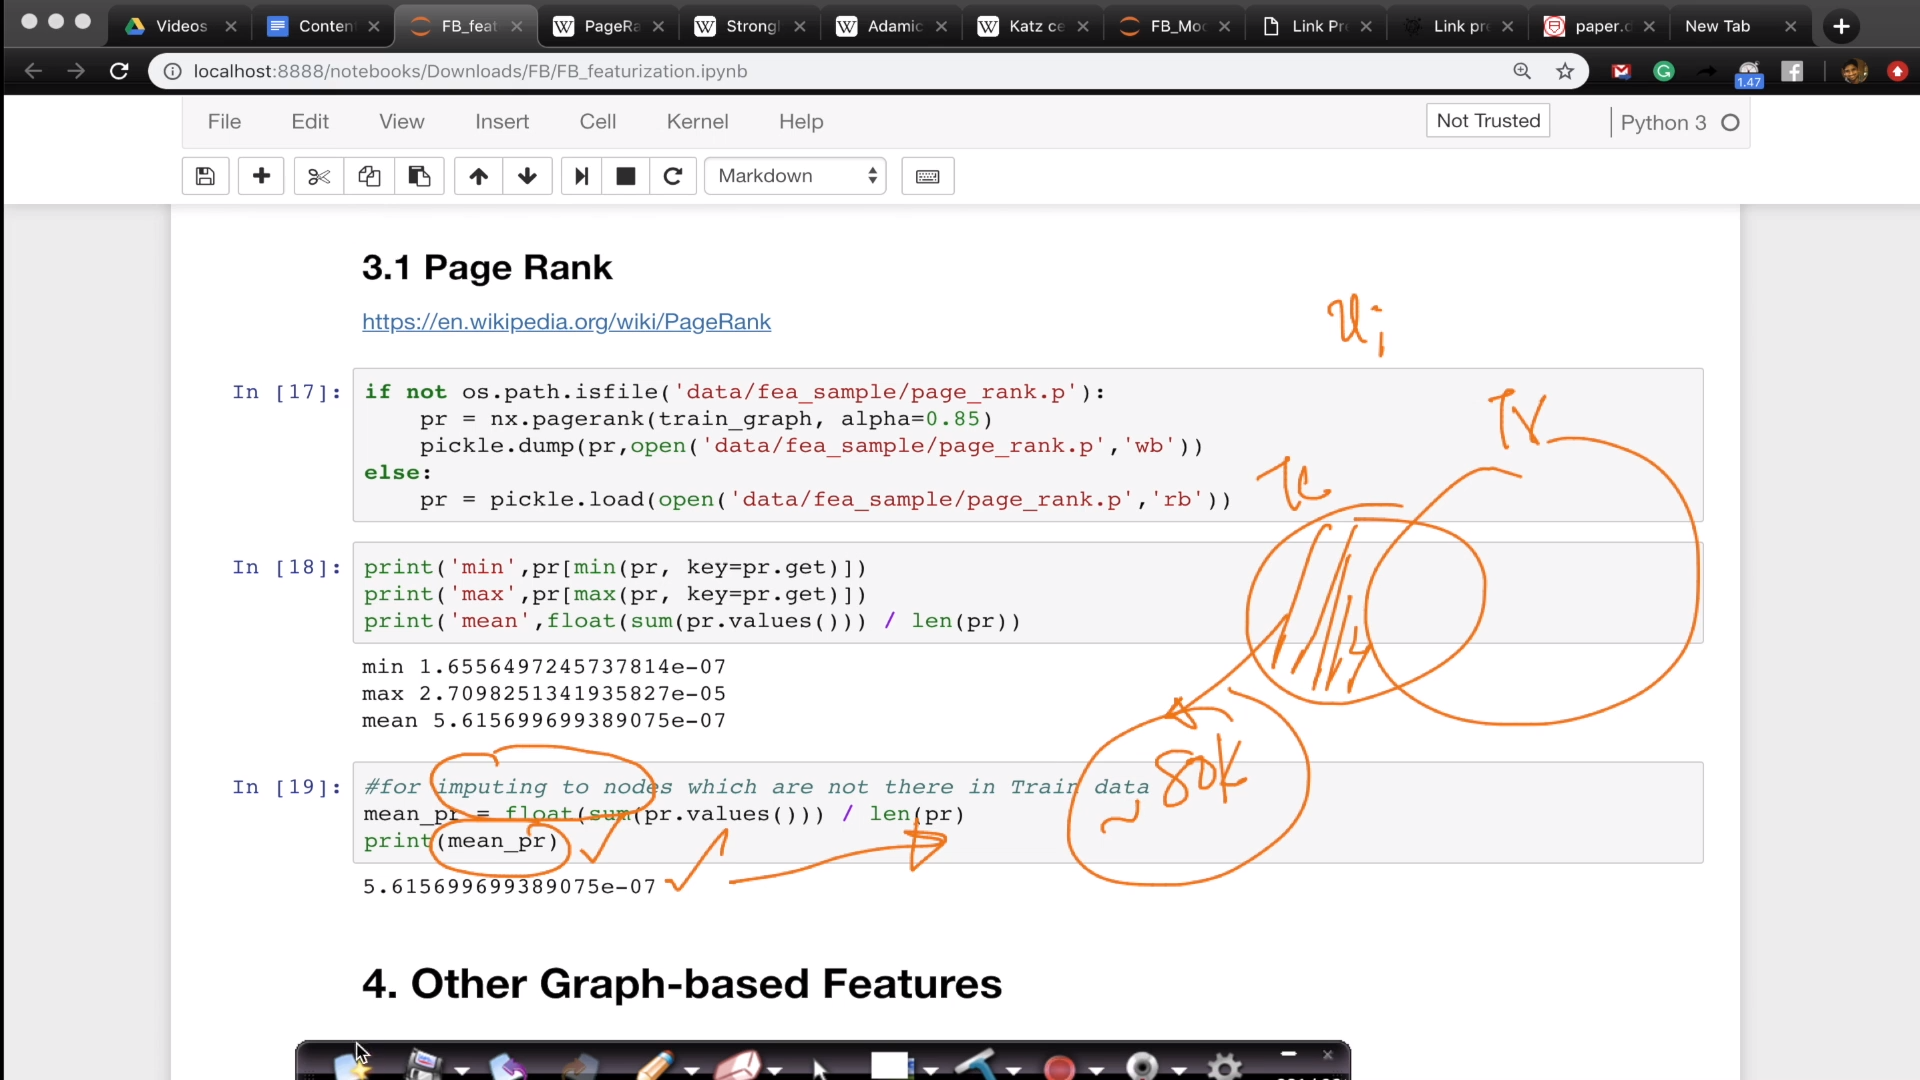 Videos
Conten
FB_feat
PageRa
Strongl
Adamic
Katz ce
FB_Mod
Link Pre
Link pre
paper.d
New Tab
localhost:8888/notebooks/Downloads/FB/FB_featurization.ipynb
1.47
File Edit View Insert Cell Kernel Help
Not Trusted
Python 3
Markdown
3.1 Page Rank
https://en.wikipedia.org/wiki/PageRank
ui
In [17]:
if not os.path.isfile('data/fea_sample/page_rank.p'):
pr = nx.pagerank(train_graph, alpha=0.85)
pickle.dump(pr,open('data/fea_sample/page_rank.p','wb'))
else:
pr = pickle.load(open('data/fea_sample/page_rank.p','rb'))
In [18]:
print('min',pr[min(pr, key=pr.get)])
print('max',pr[max(pr, key=pr.get)])
print('mean',float(sum(pr.values())) / len(pr))
min 1.6556497245737814e-07
max 2.7098251341935827e-05
mean 5.615699699389075e-07
~80K
In [19]:
#for imputing to nodes which are not there in Train data
mean_pr = float(sum(pr.values())) / len(pr)
print(mean_pr)
5.615699699389075e-07
4. Other Graph-based Features